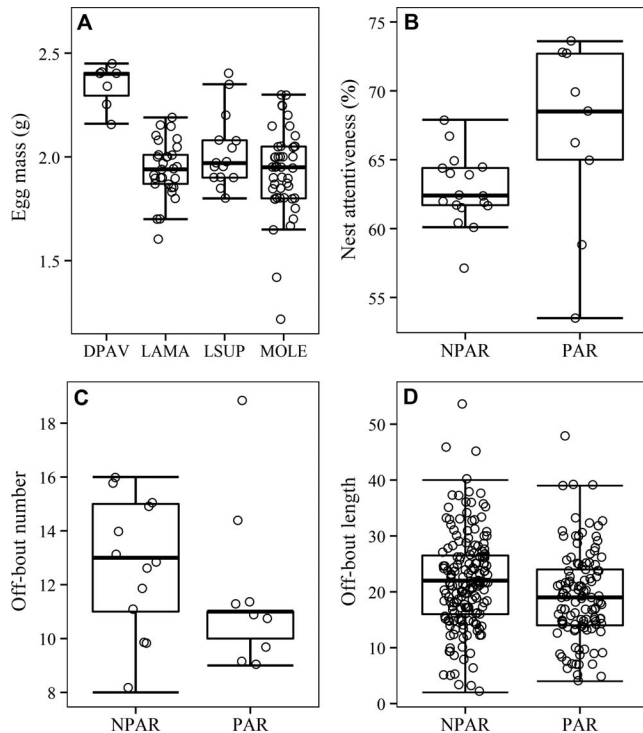 A
Egg mass (g)
2.5
2.0
1.5
DPAV LAMA LSUP MOLE
B
Nest attentiveness (%)
75
70
65
60
55
NPAR PAR
C
Off-bout number
18
16
14
12
10
8
NPAR PAR
D
Off-bout length
50
40
30
20
10
0
NPAR PAR